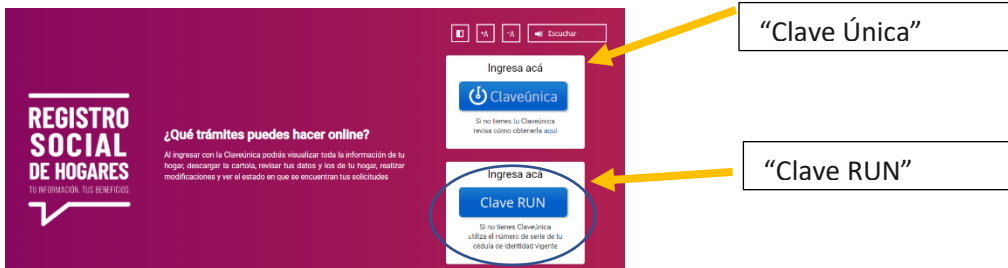 +A -A Escuchar
Ingresa acá
Claveúnica
Si no tienes tu Claveúnica
revisa cómo obtenerla aquí
REGISTRO
SOCIAL
DE HOGARES
TU INFORMACIÓN. TUS BENEFICIOS.
¿Qué trámites puedes hacer online?
Al ingresar con la Claveúnica podrás visualizar toda la información de tu
hogar, descargar la cartola, revisar tus datos y los de tu hogar, realizar
modificaciones y ver el estado en que se encuentran tus solicitudes
Ingresa acá
Clave RUN
Si no tienes Claveúnica
utiliza el número de serie de tu
cédula de identidad vigente
“Clave Única”
“Clave RUN”